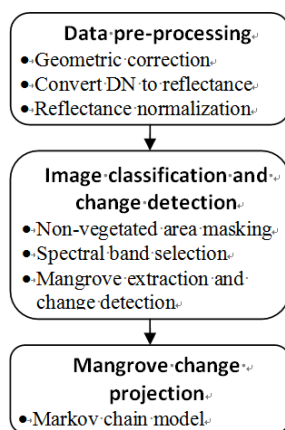 Data pre-processing
•Geometric correction
•Convert DN to reflectance
•Reflectance normalization
Image classification and
change detection
•Non-vegetated area masking
•Spectral band selection
•Mangrove extraction and
change detection
Mangrove change
projection
•Markov chain model